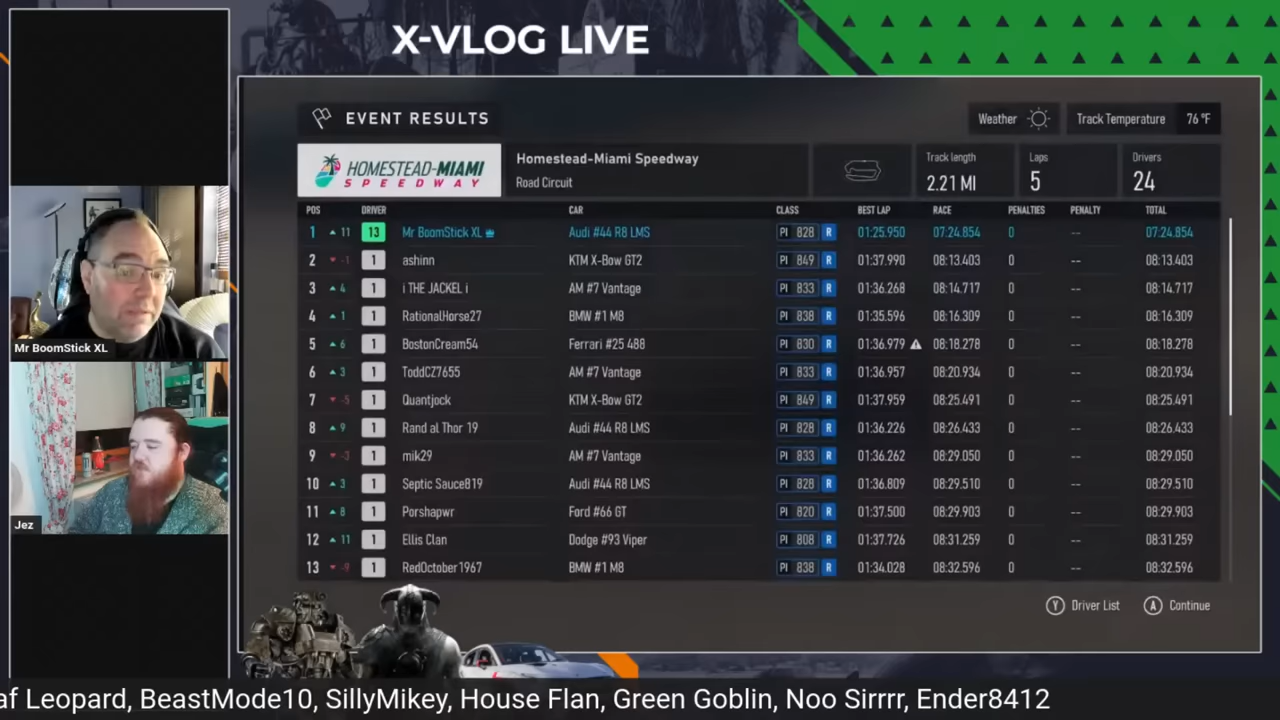 X-VLOG LIVE
EVENT RESULTS
Weather
Track Temperature 76 °F
HOMESTEAD-MIAMI
SPEEDWAY
Homestead-Miami Speedway
Road Circuit
Track length
2.21 MI
Laps
5
Drivers
24
POS DRIVER CAR CLASS BEST LAP RACE PENALTIES PENALTY TOTAL
1 ▲ 11 13 Mr BoomStick XL Audi #44 R8 LMS PI 828 R 01:25.950 07:24.854 0 07:24.854
2 ▼ -1 1 ashinn KTM X-Bow GT2 PI 849 R 01:37.990 08:13.403 0 -- 08:13.403
3 ▲ 4 1 i THE JACKEL i AM #7 Vantage PI 833 R 01:36.268 08:14.717 0 -- 08:14.717
4 ▲ 1 1 RationalHorse27 BMW #1 M8 PI 838 R 01:35.596 08:16.309 0 -- 08:16.309
5 ▲ 6 1 BostonCream54 Ferrari #25 488 PI 830 R 01:36.979 08:18.278 0 -- 08:18.278
6 ▲ 3 1 ToddCZ7655 AM #7 Vantage PI 833 R 01:36.957 08:20.934 0 -- 08:20.934
7 ▼ -5 1 Quantjock KTM X-Bow GT2 PI 849 R 01:37.959 08:25.491 0 -- 08:25.491
8 ▲ 9 1 Rand al Thor 19 Audi #44 R8 LMS PI 828 R 01:36.226 08:26.433 0 -- 08:26.433
9 ▼ -3 1 mik29 AM #7 Vantage PI 833 R 01:36.262 08:29.050 0 -- 08:29.050
10 ▲ 3 1 Septic Sauce819 Audi #44 R8 LMS PI 828 R 01:36.809 08:29.510 0 -- 08:29.510
11 ▲ 8 1 Porshapwr Ford #66 GT PI 820 R 01:37.500 08:29.903 0 -- 08:29.903
12 ▲ 11 1 Ellis Clan Dodge #93 Viper PI 808 R 01:37.726 08:31.259 0 -- 08:31.259
13 ▼ -9 1 RedOctober1967 BMW #1 M8 PI 838 R 01:34.028 08:32.596 0 -- 08:32.596
Y Driver List A Continue
Mr BoomStick XL
Jez
af Leopard, BeastMode10, SillyMikey, House Flan, Green Goblin, Noo Sirrrr, Ender8412